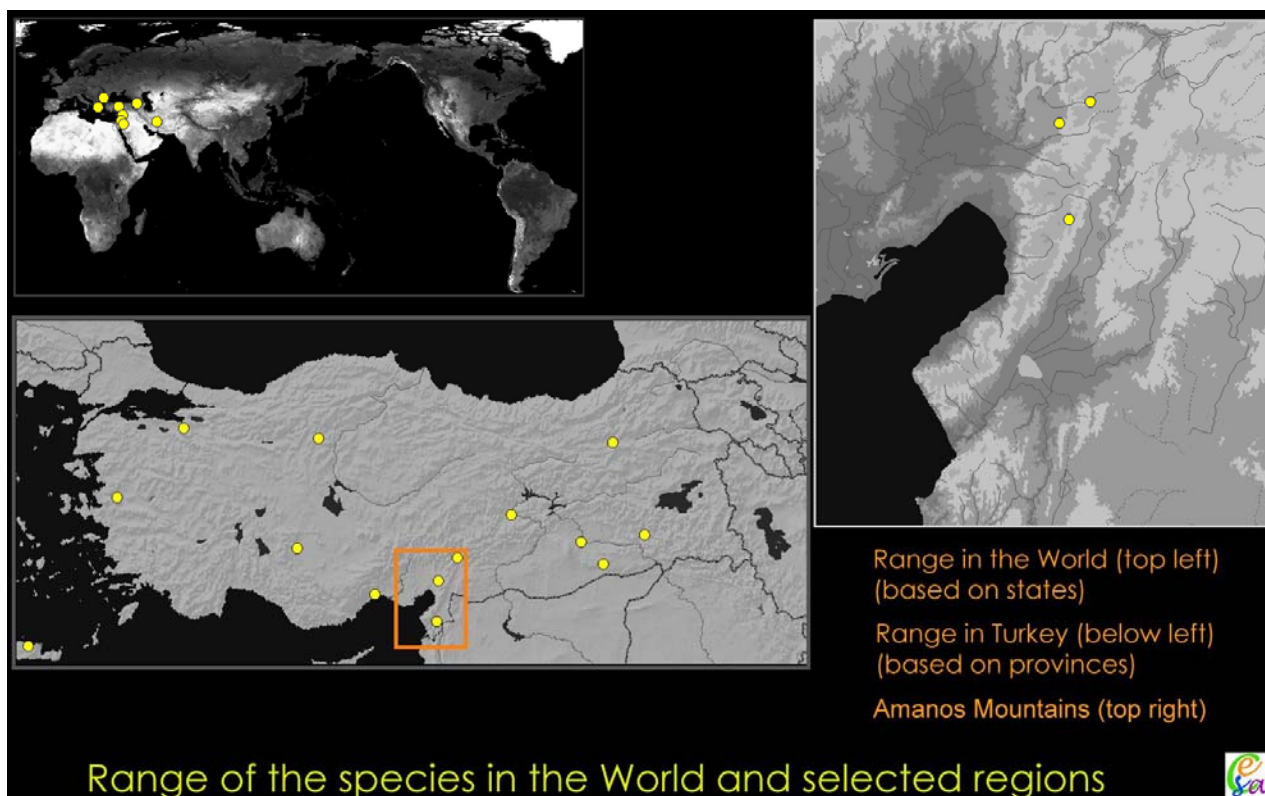 Range in the World (top left)
(based on states)
Range in Turkey (below left)
(based on provinces)
Amanos Mountains (top right)
Range of the species in the World and selected regions